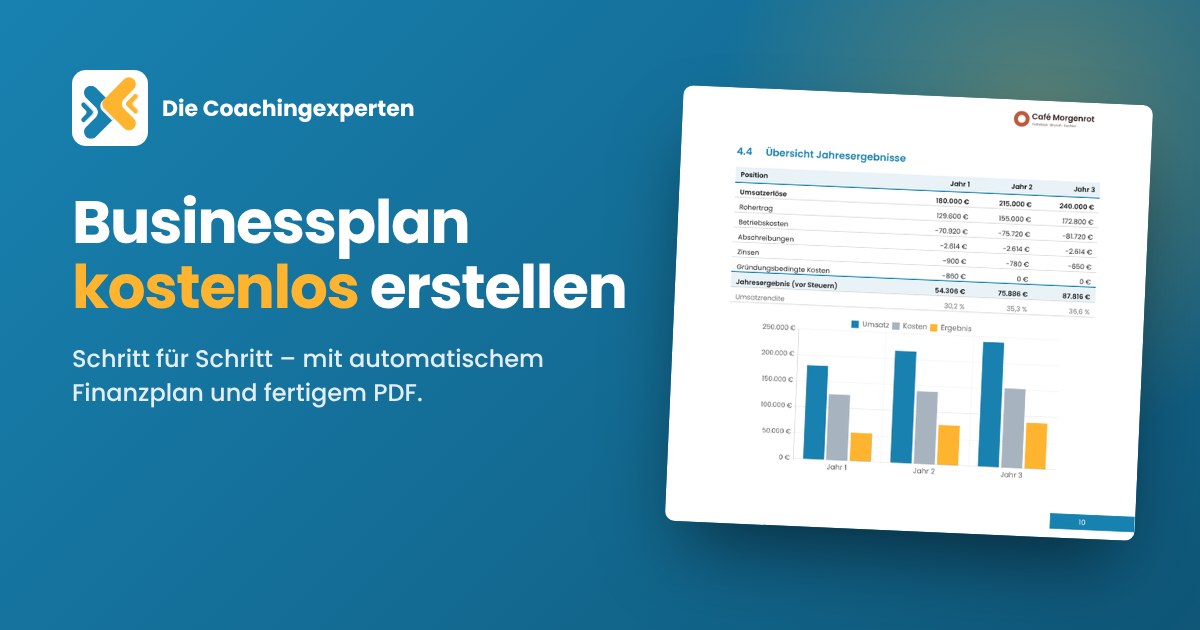 Die Coachingexperten
Businessplan
kostenlos erstellen
Schritt für Schritt – mit automatischem
Finanzplan und fertigem PDF.
Café Morgenrot
4.4 Übersicht Jahresergebnisse
Position Jahr 1 Jahr 2 Jahr 3
Umsatzerlöse 180.000 € 215.000 € 240.000 €
Rohertrag 129.600 € 155.000 € 172.800 €
Betriebskosten -70.920 € -75.720 € -81.720 €
Abschreibungen -2.614 € -2.614 € -2.614 €
Zinsen -900 € -780 € -650 €
Gründungsbedingte Kosten -860 € 0 € 0 €
Jahresergebnis (vor Steuern) 54.306 € 75.886 € 87.816 €
Umsatzrendite 30,2 % 35,3 % 36,6 %
Umsatz Kosten Ergebnis
250.000 €
200.000 €
150.000 €
100.000 €
50.000 €
0 €
Jahr 1 Jahr 2 Jahr 3
10